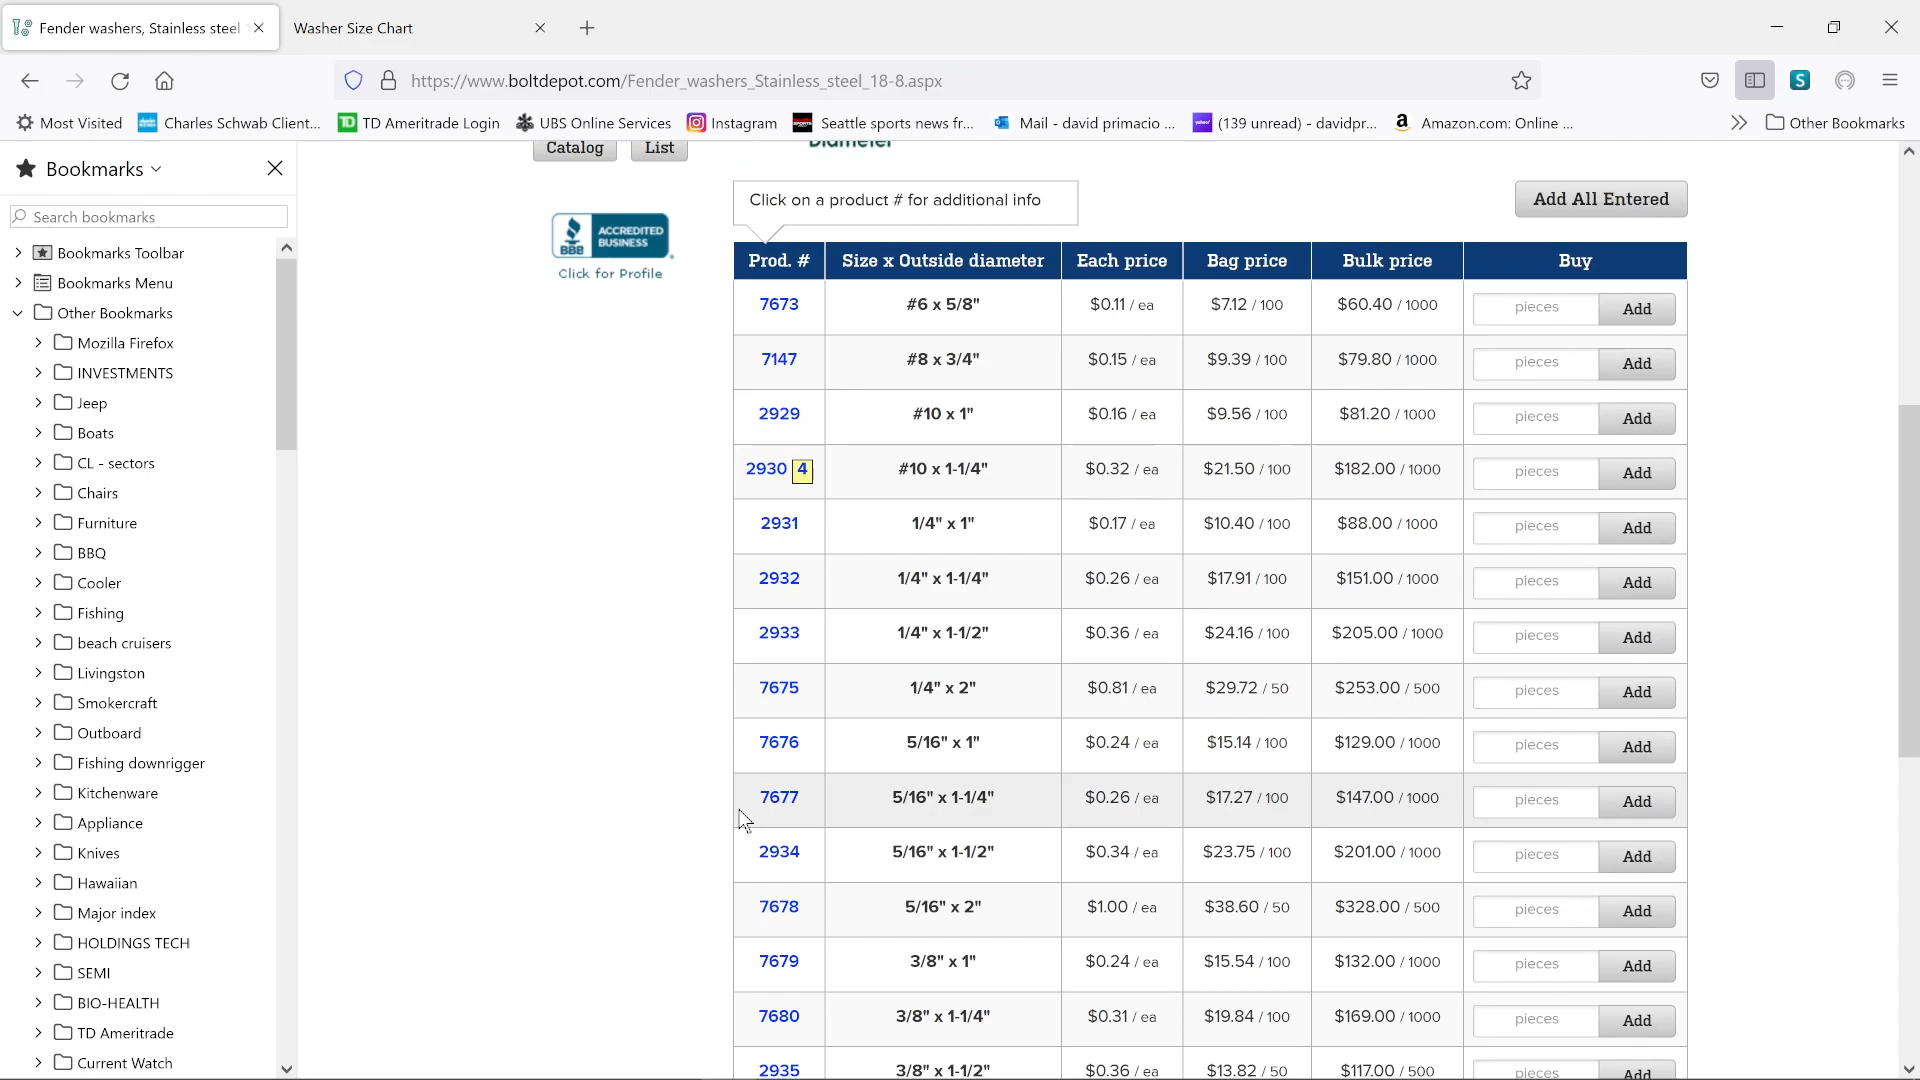 Fender washers, Stainless steel 1
Washer Size Chart
https://www.boltdepot.com/Fender_washers_Stainless_steel_18-8.aspx
S
Most Visited
Charles Schwab Client...
TD Ameritrade Login
UBS Online Services
Instagram
Seattle sports news fr...
Mail - david primacio ...
(139 unread) - davidpr...
Amazon.com: Online ...
Other Bookmarks
Bookmarks
Search bookmarks
Bookmarks Toolbar
Bookmarks Menu
Other Bookmarks
Mozilla Firefox
INVESTMENTS
Jeep
Boats
CL - sectors
Chairs
Furniture
BBQ
Cooler
Fishing
beach cruisers
Livingston
Smokercraft
Outboard
Fishing downrigger
Kitchenware
Appliance
Knives
Hawaiian
Major index
HOLDINGS TECH
SEMI
BIO-HEALTH
TD Ameritrade
Current Watch
Catalog
List
Diameter
BBB ACCREDITED BUSINESS
Click for Profile
Click on a product # for additional info
Add All Entered
Prod. # Size x Outside diameter Each price Bag price Bulk price Buy
7673 #6 x 5/8" $0.11 / ea $7.12 / 100 $60.40 / 1000 pieces Add
7147 #8 x 3/4" $0.15 / ea $9.39 / 100 $79.80 / 1000 pieces Add
2929 #10 x 1" $0.16 / ea $9.56 / 100 $81.20 / 1000 pieces Add
2930 4 #10 x 1-1/4" $0.32 / ea $21.50 / 100 $182.00 / 1000 pieces Add
2931 1/4" x 1" $0.17 / ea $10.40 / 100 $88.00 / 1000 pieces Add
2932 1/4" x 1-1/4" $0.26 / ea $17.91 / 100 $151.00 / 1000 pieces Add
2933 1/4" x 1-1/2" $0.36 / ea $24.16 / 100 $205.00 / 1000 pieces Add
7675 1/4" x 2" $0.81 / ea $29.72 / 50 $253.00 / 500 pieces Add
7676 5/16" x 1" $0.24 / ea $15.14 / 100 $129.00 / 1000 pieces Add
7677 5/16" x 1-1/4" $0.26 / ea $17.27 / 100 $147.00 / 1000 pieces Add
2934 5/16" x 1-1/2" $0.34 / ea $23.75 / 100 $201.00 / 1000 pieces Add
7678 5/16" x 2" $1.00 / ea $38.60 / 50 $328.00 / 500 pieces Add
7679 3/8" x 1" $0.24 / ea $15.54 / 100 $132.00 / 1000 pieces Add
7680 3/8" x 1-1/4" $0.31 / ea $19.84 / 100 $169.00 / 1000 pieces Add
2935 3/8" x 1-1/2" $0.36 / ea $13.82 / 50 $117.00 / 500 pieces Add